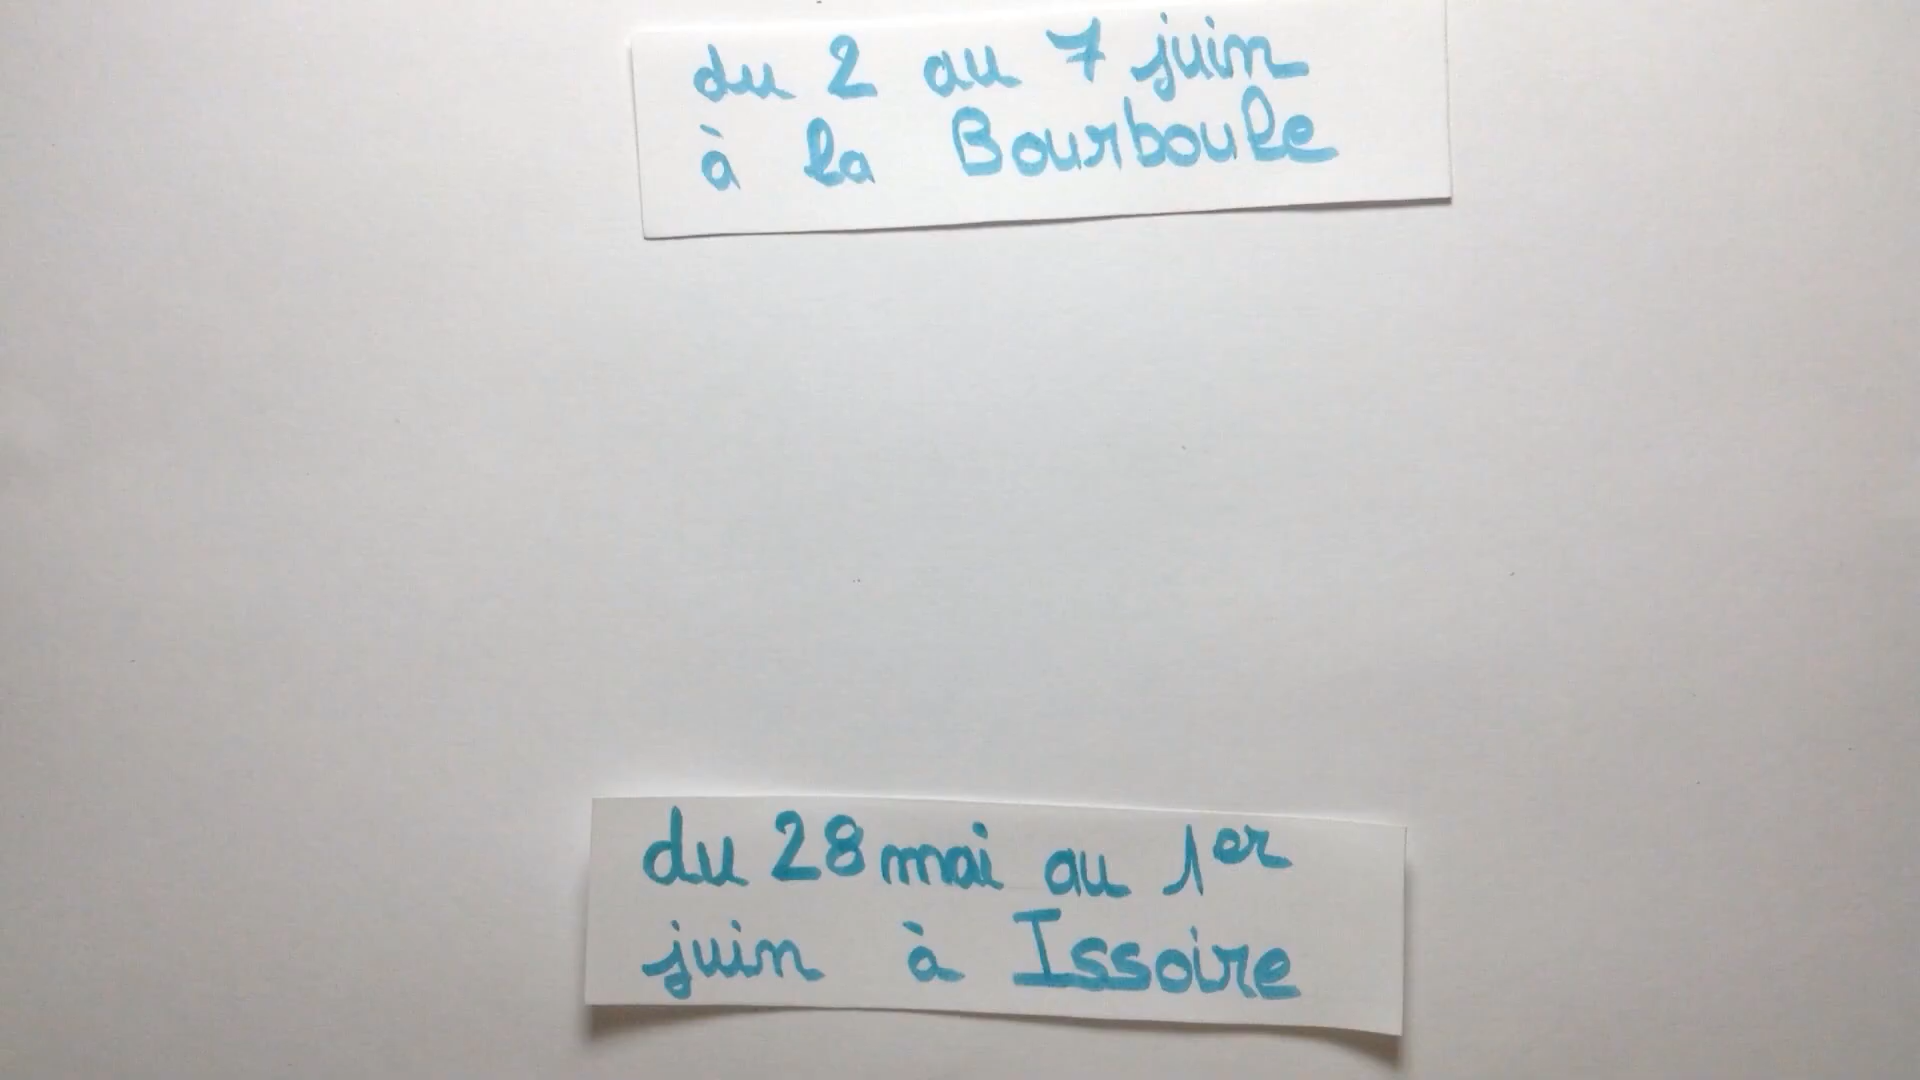 du 2 au 7 juin
à la Bourboule
du 28 mai au 1er
juin à Issoire